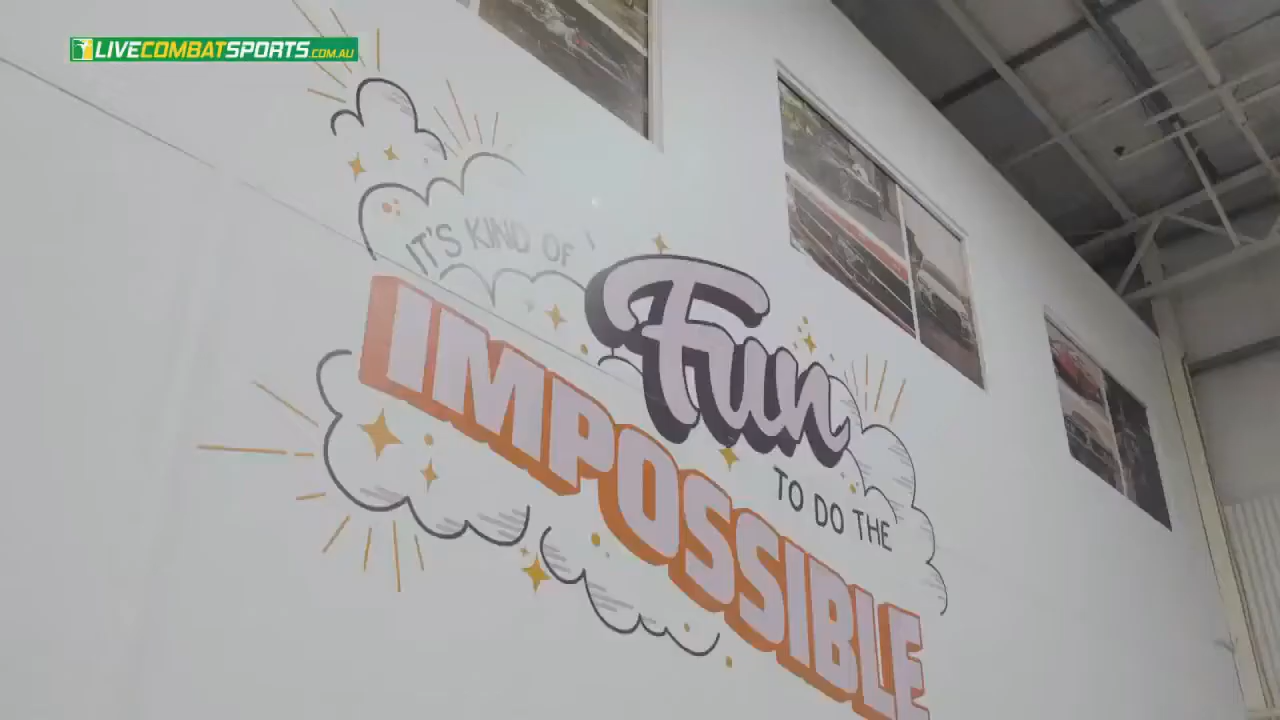 LIVECOMBATSPORTS.COM.AU
IT'S KIND OF
Fun
TO DO THE
IMPOSSIBLE